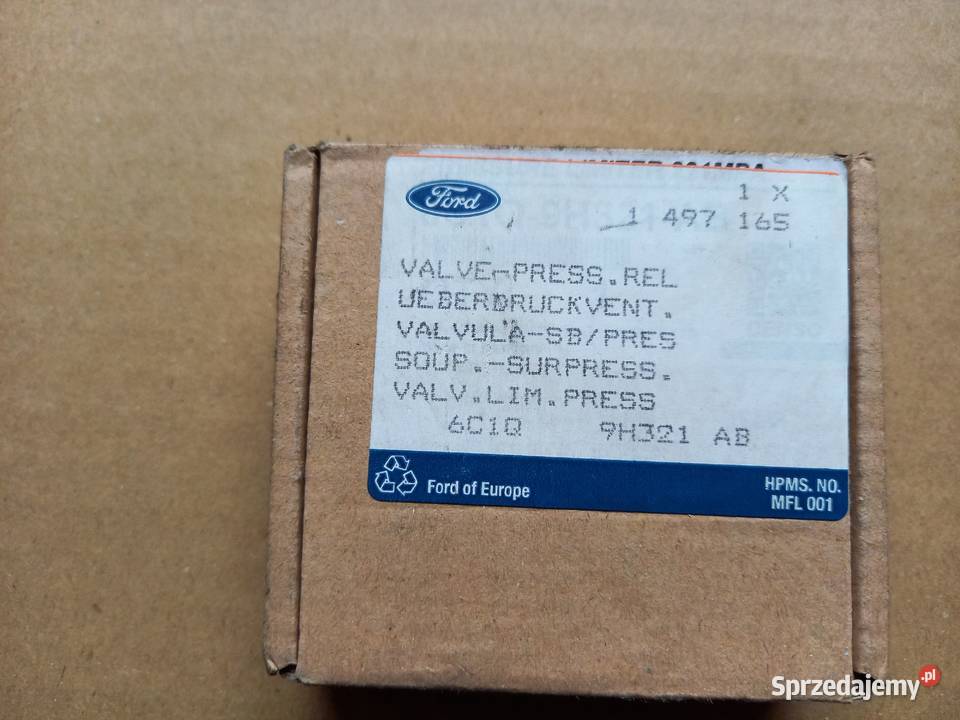 Ford
1 X
1 497 165
VALVE-PRESS.REL
UEBERDRUCKVENT.
VALVULA-SB/PRES
SOUP.-SURPRESS.
VALV.LIM.PRESS
6C1Q 9H321 AB
Ford of Europe
HPMS. NO.
MFL 001
Sprzedajemy.pl